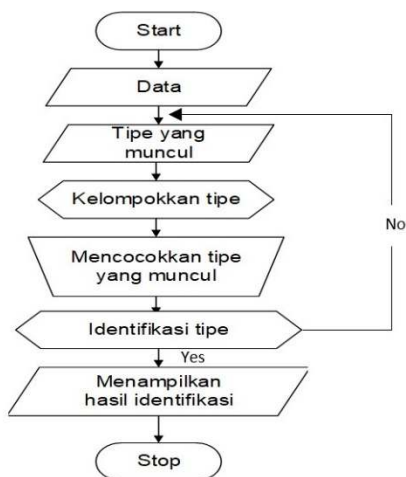 Start
Data
Tipe yang
muncul
Kelompokkan tipe
No
Mencocokkan tipe
yang muncul
Identifikasi tipe
Yes
Menampilkan
hasil identifikasi
Stop